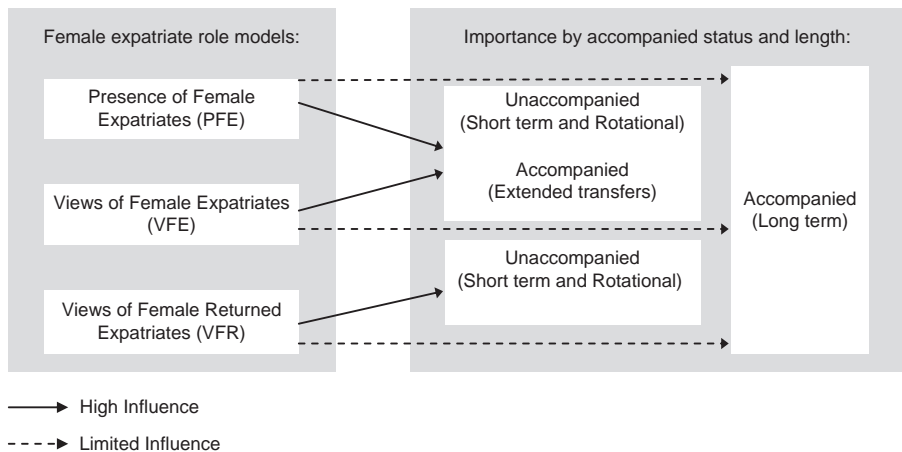 Female expatriate role models:
Presence of Female
Expatriates (PFE)
Views of Female Expatriates
(VFE)
Views of Female Returned
Expatriates (VFR)
Importance by accompanied status and length:
Unaccompanied
(Short term and Rotational)
Accompanied
(Extended transfers)
Unaccompanied
(Short term and Rotational)
Accompanied
(Long term)
High Influence
Limited Influence